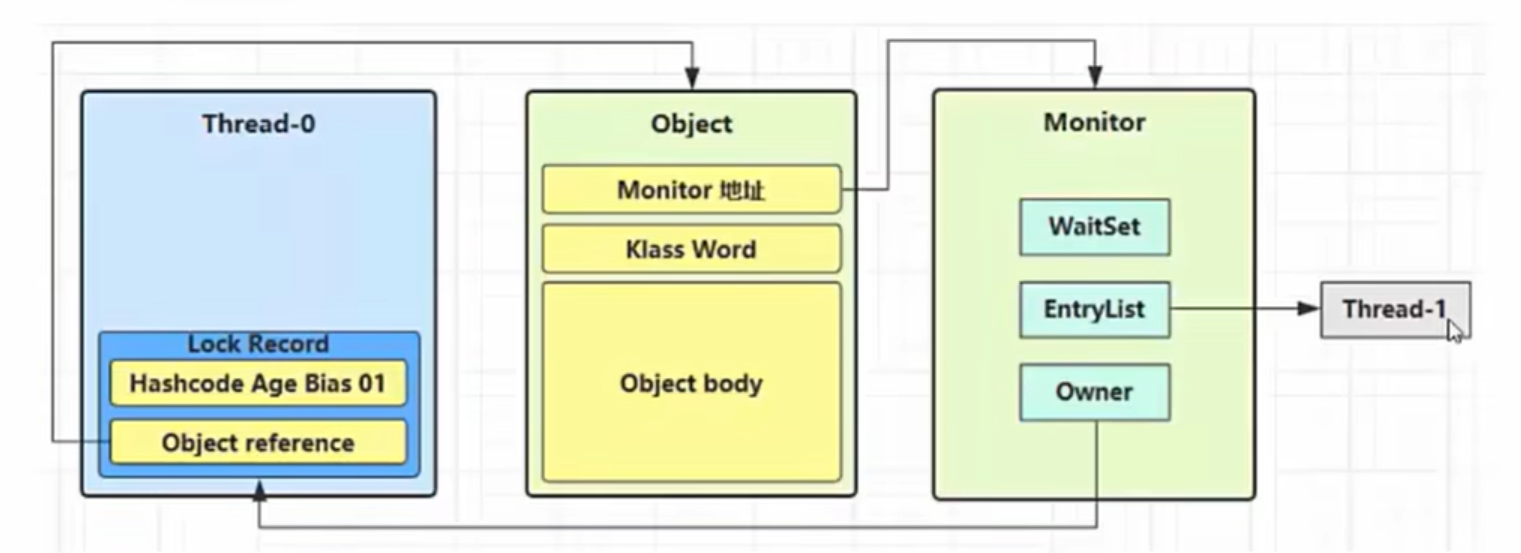 Thread-0
Lock Record
Hashcode Age Bias 01
Object reference
Object
Monitor 地址
Klass Word
Object body
Monitor
WaitSet
EntryList
Owner
Thread-1